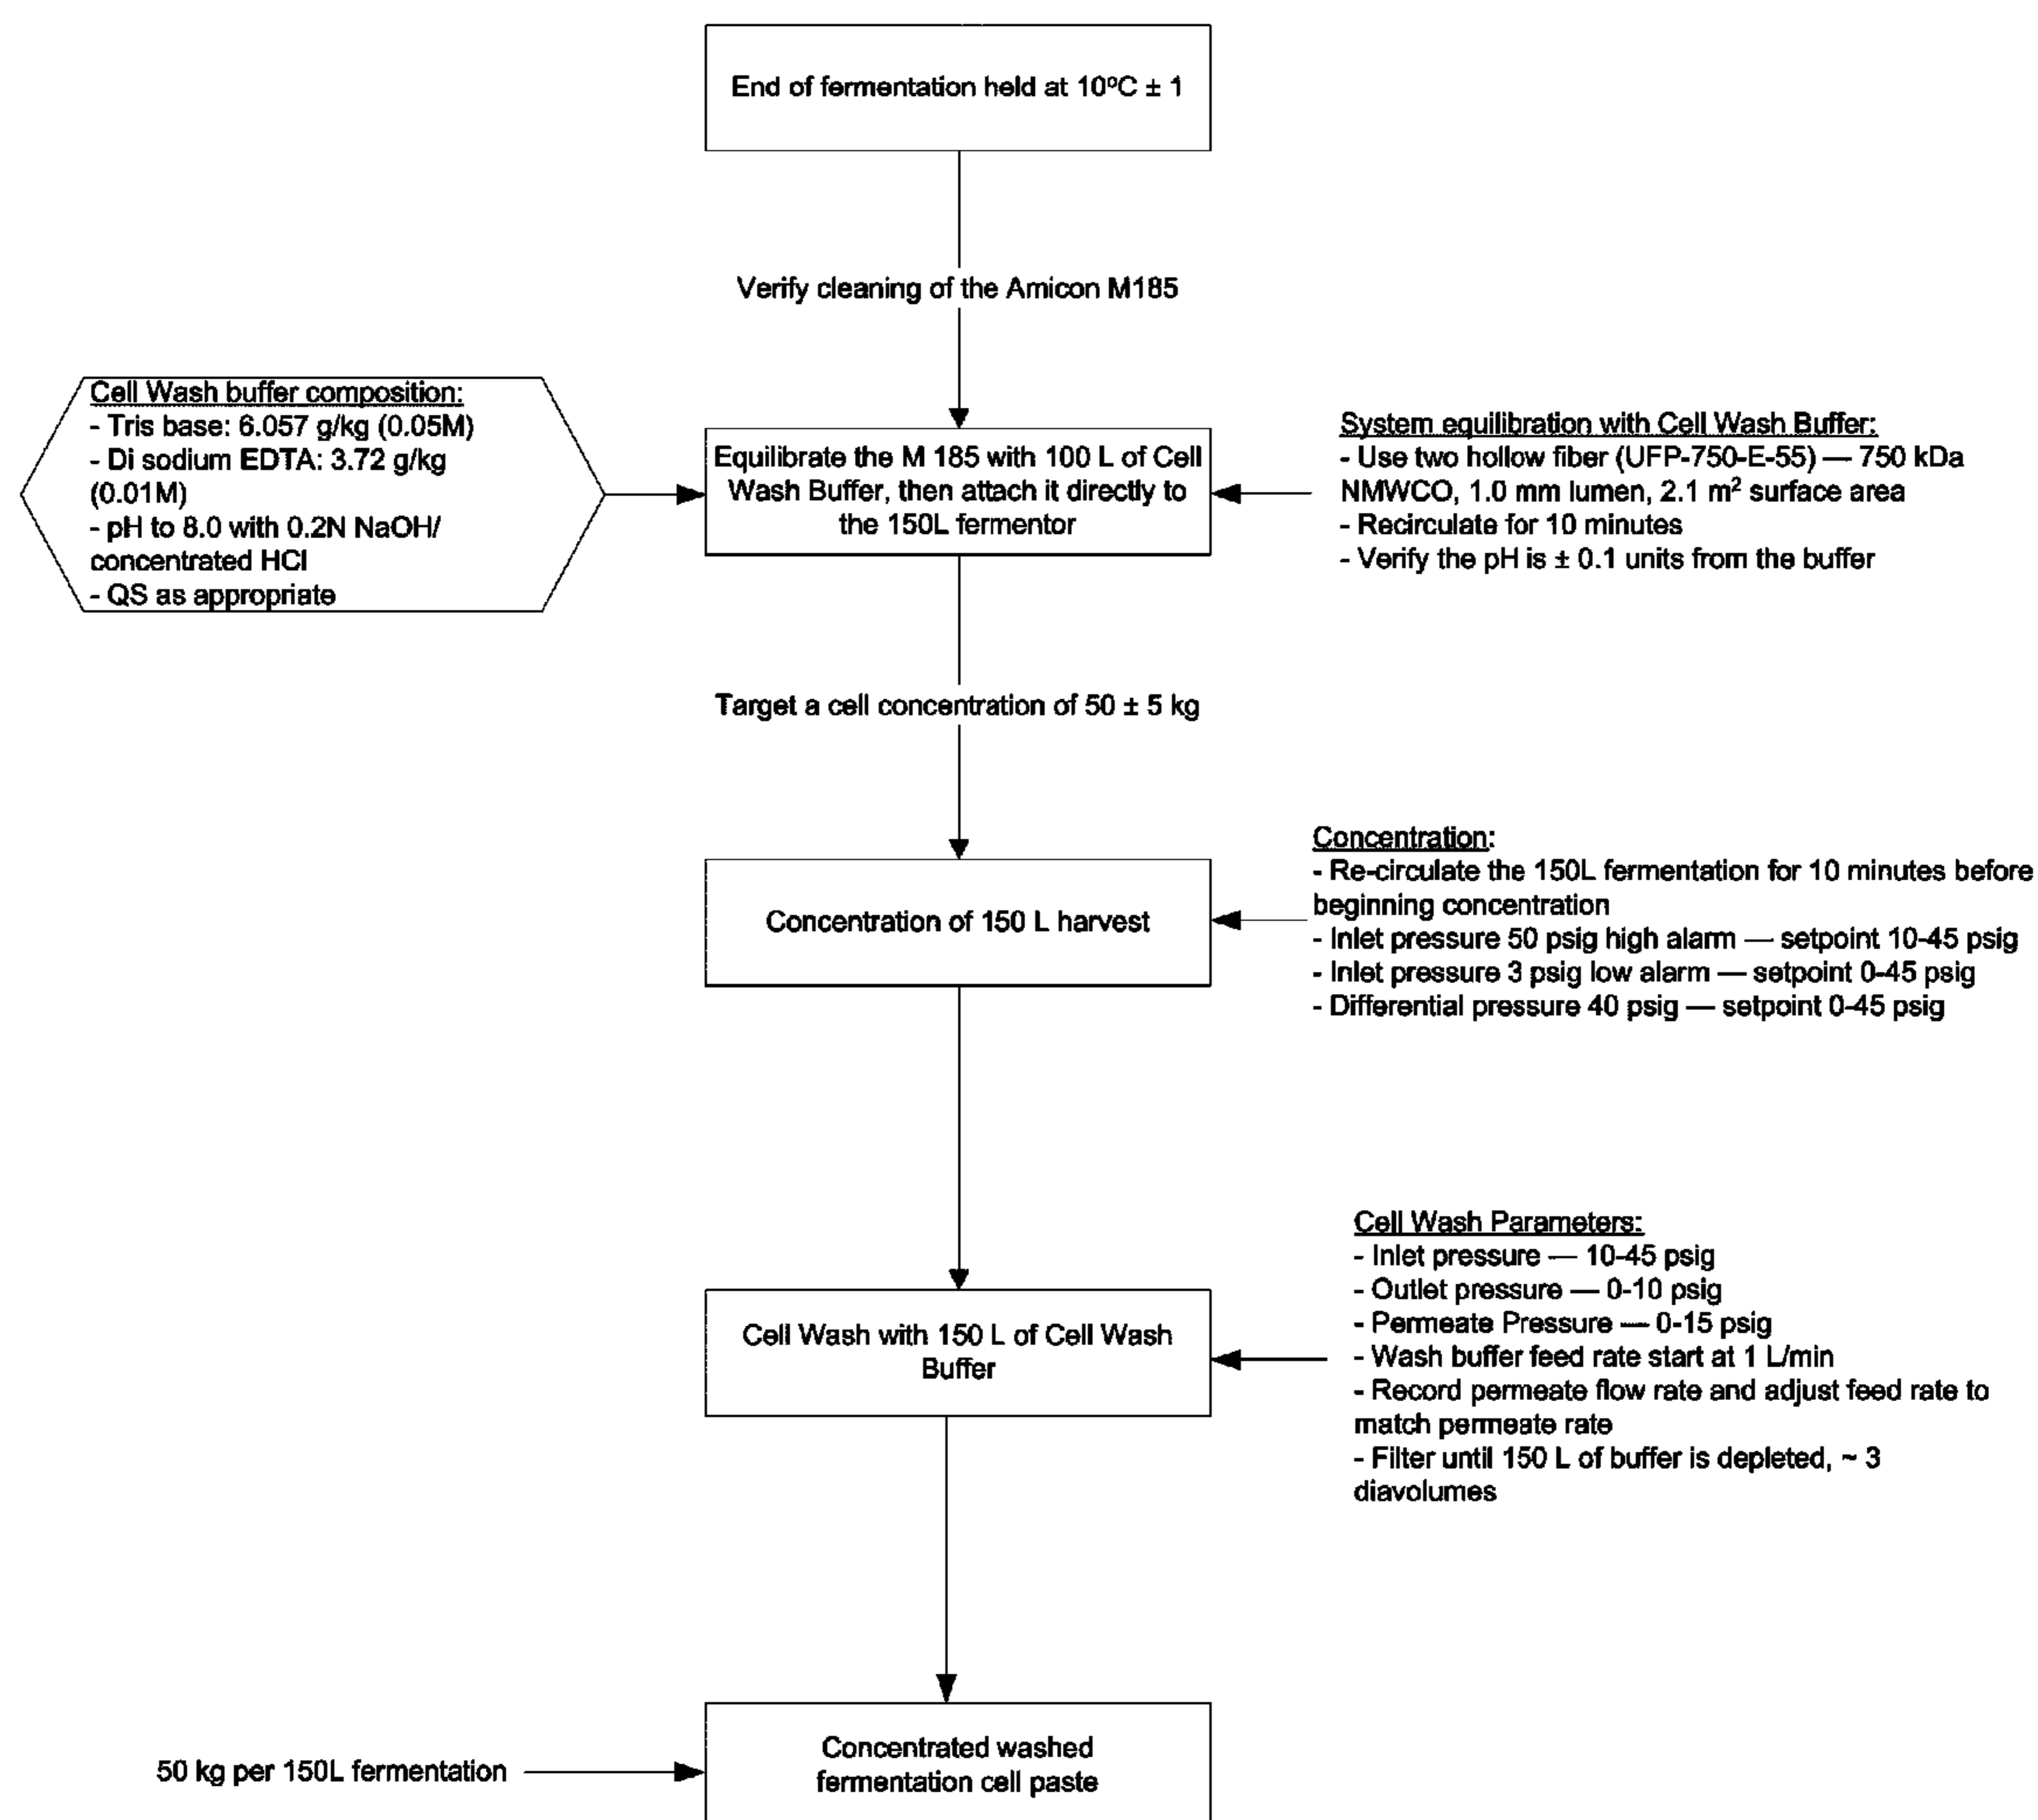 End of fermentation held at 10ºC ± 1
Verify cleaning of the Amicon M185
Cell Wash buffer composition:
- Tris base: 6.057 g/kg (0.05M)
- Di sodium EDTA: 3.72 g/kg
(0.01M)
- pH to 8.0 with 0.2N NaOH/
concentrated HCl
- QS as appropriate
Equilibrate the M 185 with 100 L of Cell
Wash Buffer, then attach it directly to
the 150L fermentor
System equilibration with Cell Wash Buffer:
- Use two hollow fiber (UFP-750-E-55) — 750 kDa
NMWCO, 1.0 mm lumen, 2.1 m² surface area
- Recirculate for 10 minutes
- Verify the pH is ± 0.1 units from the buffer
Target a cell concentration of 50 ± 5 kg
Concentration of 150 L harvest
Concentration:
- Re-circulate the 150L fermentation for 10 minutes before
beginning concentration
- Inlet pressure 50 psig high alarm — setpoint 10-45 psig
- Inlet pressure 3 psig low alarm — setpoint 0-45 psig
- Differential pressure 40 psig — setpoint 0-45 psig
Cell Wash with 150 L of Cell Wash
Buffer
Cell Wash Parameters:
- Inlet pressure — 10-45 psig
- Outlet pressure — 0-10 psig
- Permeate Pressure — 0-15 psig
- Wash buffer feed rate start at 1 L/min
- Record permeate flow rate and adjust feed rate to
match permeate rate
- Filter until 150 L of buffer is depleted, ~ 3
diavolumes
50 kg per 150L fermentation
Concentrated washed
fermentation cell paste